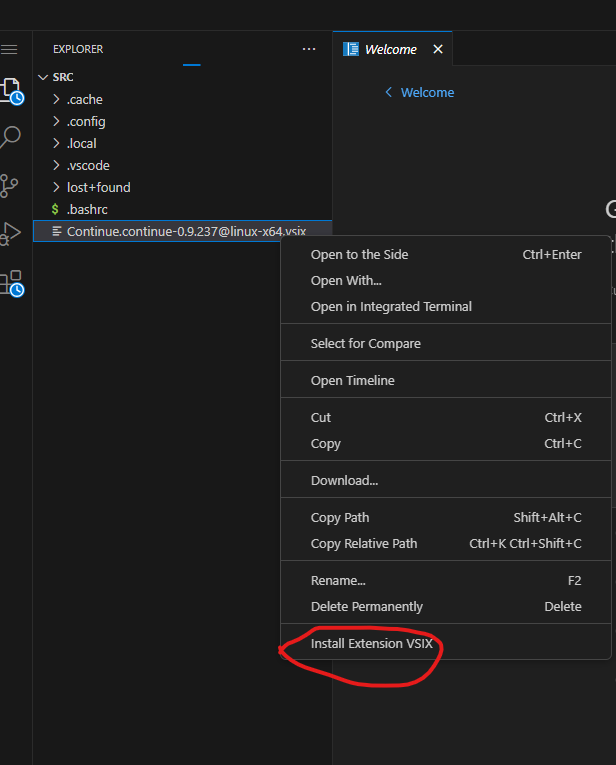 EXPLORER
Welcome
SRC
.cache
.config
.local
.vscode
lost+found
$ .bashrc
Continue.continue-0.9.237@linux-x64.vsix
Welcome
Open to the Side Ctrl+Enter
Open With...
Open in Integrated Terminal
Select for Compare
Open Timeline
Cut Ctrl+X
Copy Ctrl+C
Download...
Copy Path Shift+Alt+C
Copy Relative Path Ctrl+K Ctrl+Shift+C
Rename... F2
Delete Permanently Delete
Install Extension VSIX